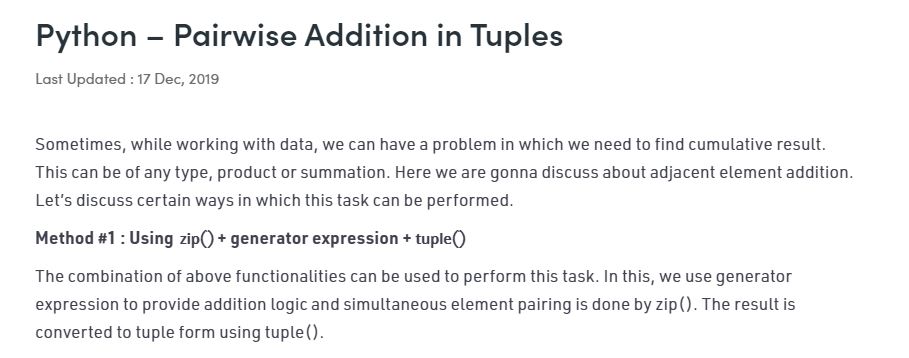 Python – Pairwise Addition in Tuples
Last Updated : 17 Dec, 2019
Sometimes, while working with data, we can have a problem in which we need to find cumulative result.
This can be of any type, product or summation. Here we are gonna discuss about adjacent element addition.
Let’s discuss certain ways in which this task can be performed.
Method #1 : Using zip() + generator expression + tuple()
The combination of above functionalities can be used to perform this task. In this, we use generator
expression to provide addition logic and simultaneous element pairing is done by zip(). The result is
converted to tuple form using tuple().